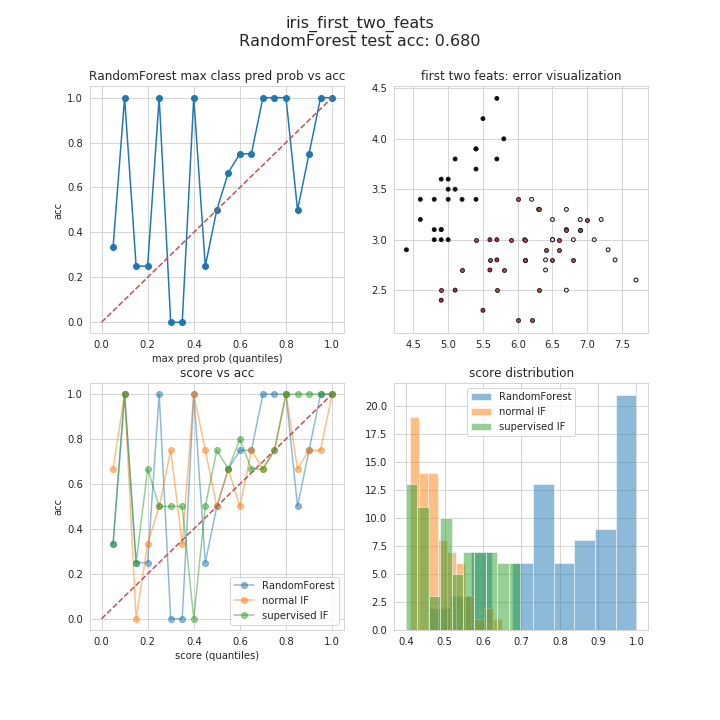 iris_first_two_feats
RandomForest test acc: 0.680
RandomForest max class pred prob vs acc
1.0
0.8
0.6
0.4
0.2
0.0
acc
0.0 0.2 0.4 0.6 0.8 1.0
max pred prob (quantiles)
first two feats: error visualization
4.5
4.0
3.5
3.0
2.5
4.5 5.0 5.5 6.0 6.5 7.0 7.5
score vs acc
1.0
0.8
0.6
0.4
0.2
0.0
acc
RandomForest
normal IF
supervised IF
0.0 0.2 0.4 0.6 0.8 1.0
score (quantiles)
score distribution
RandomForest
normal IF
supervised IF
22.5
20.0
17.5
15.0
12.5
10.0
7.5
5.0
2.5
0.0
0.4 0.5 0.6 0.7 0.8 0.9 1.0